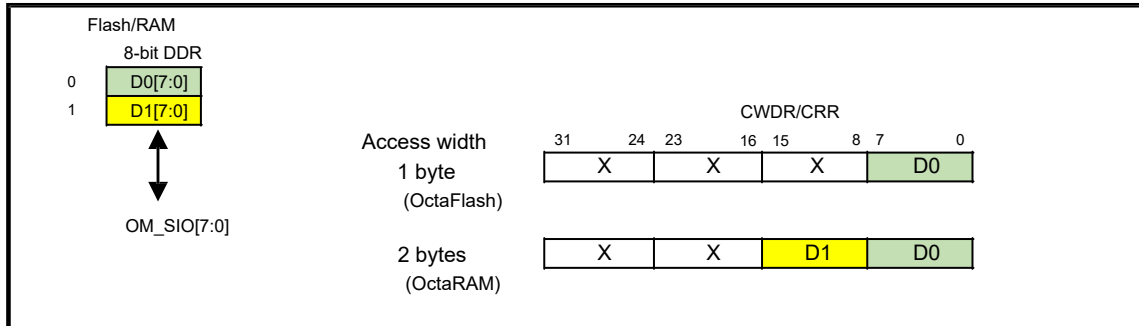 Flash/RAM
8-bit DDR
0 D0[7:0]
1 D1[7:0]
OM_SIO[7:0]
CWDR/CRR
Access width 31 24 23 16 15 8 7 0
1 byte X X X D0
(OctaFlash)
2 bytes X X D1 D0
(OctaRAM)